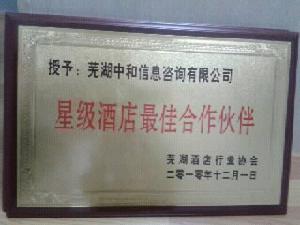 授予：芜湖中和信息咨询有限公司
星级酒店最佳合作伙伴
芜湖酒店行业协会
二零一零年十二月一日